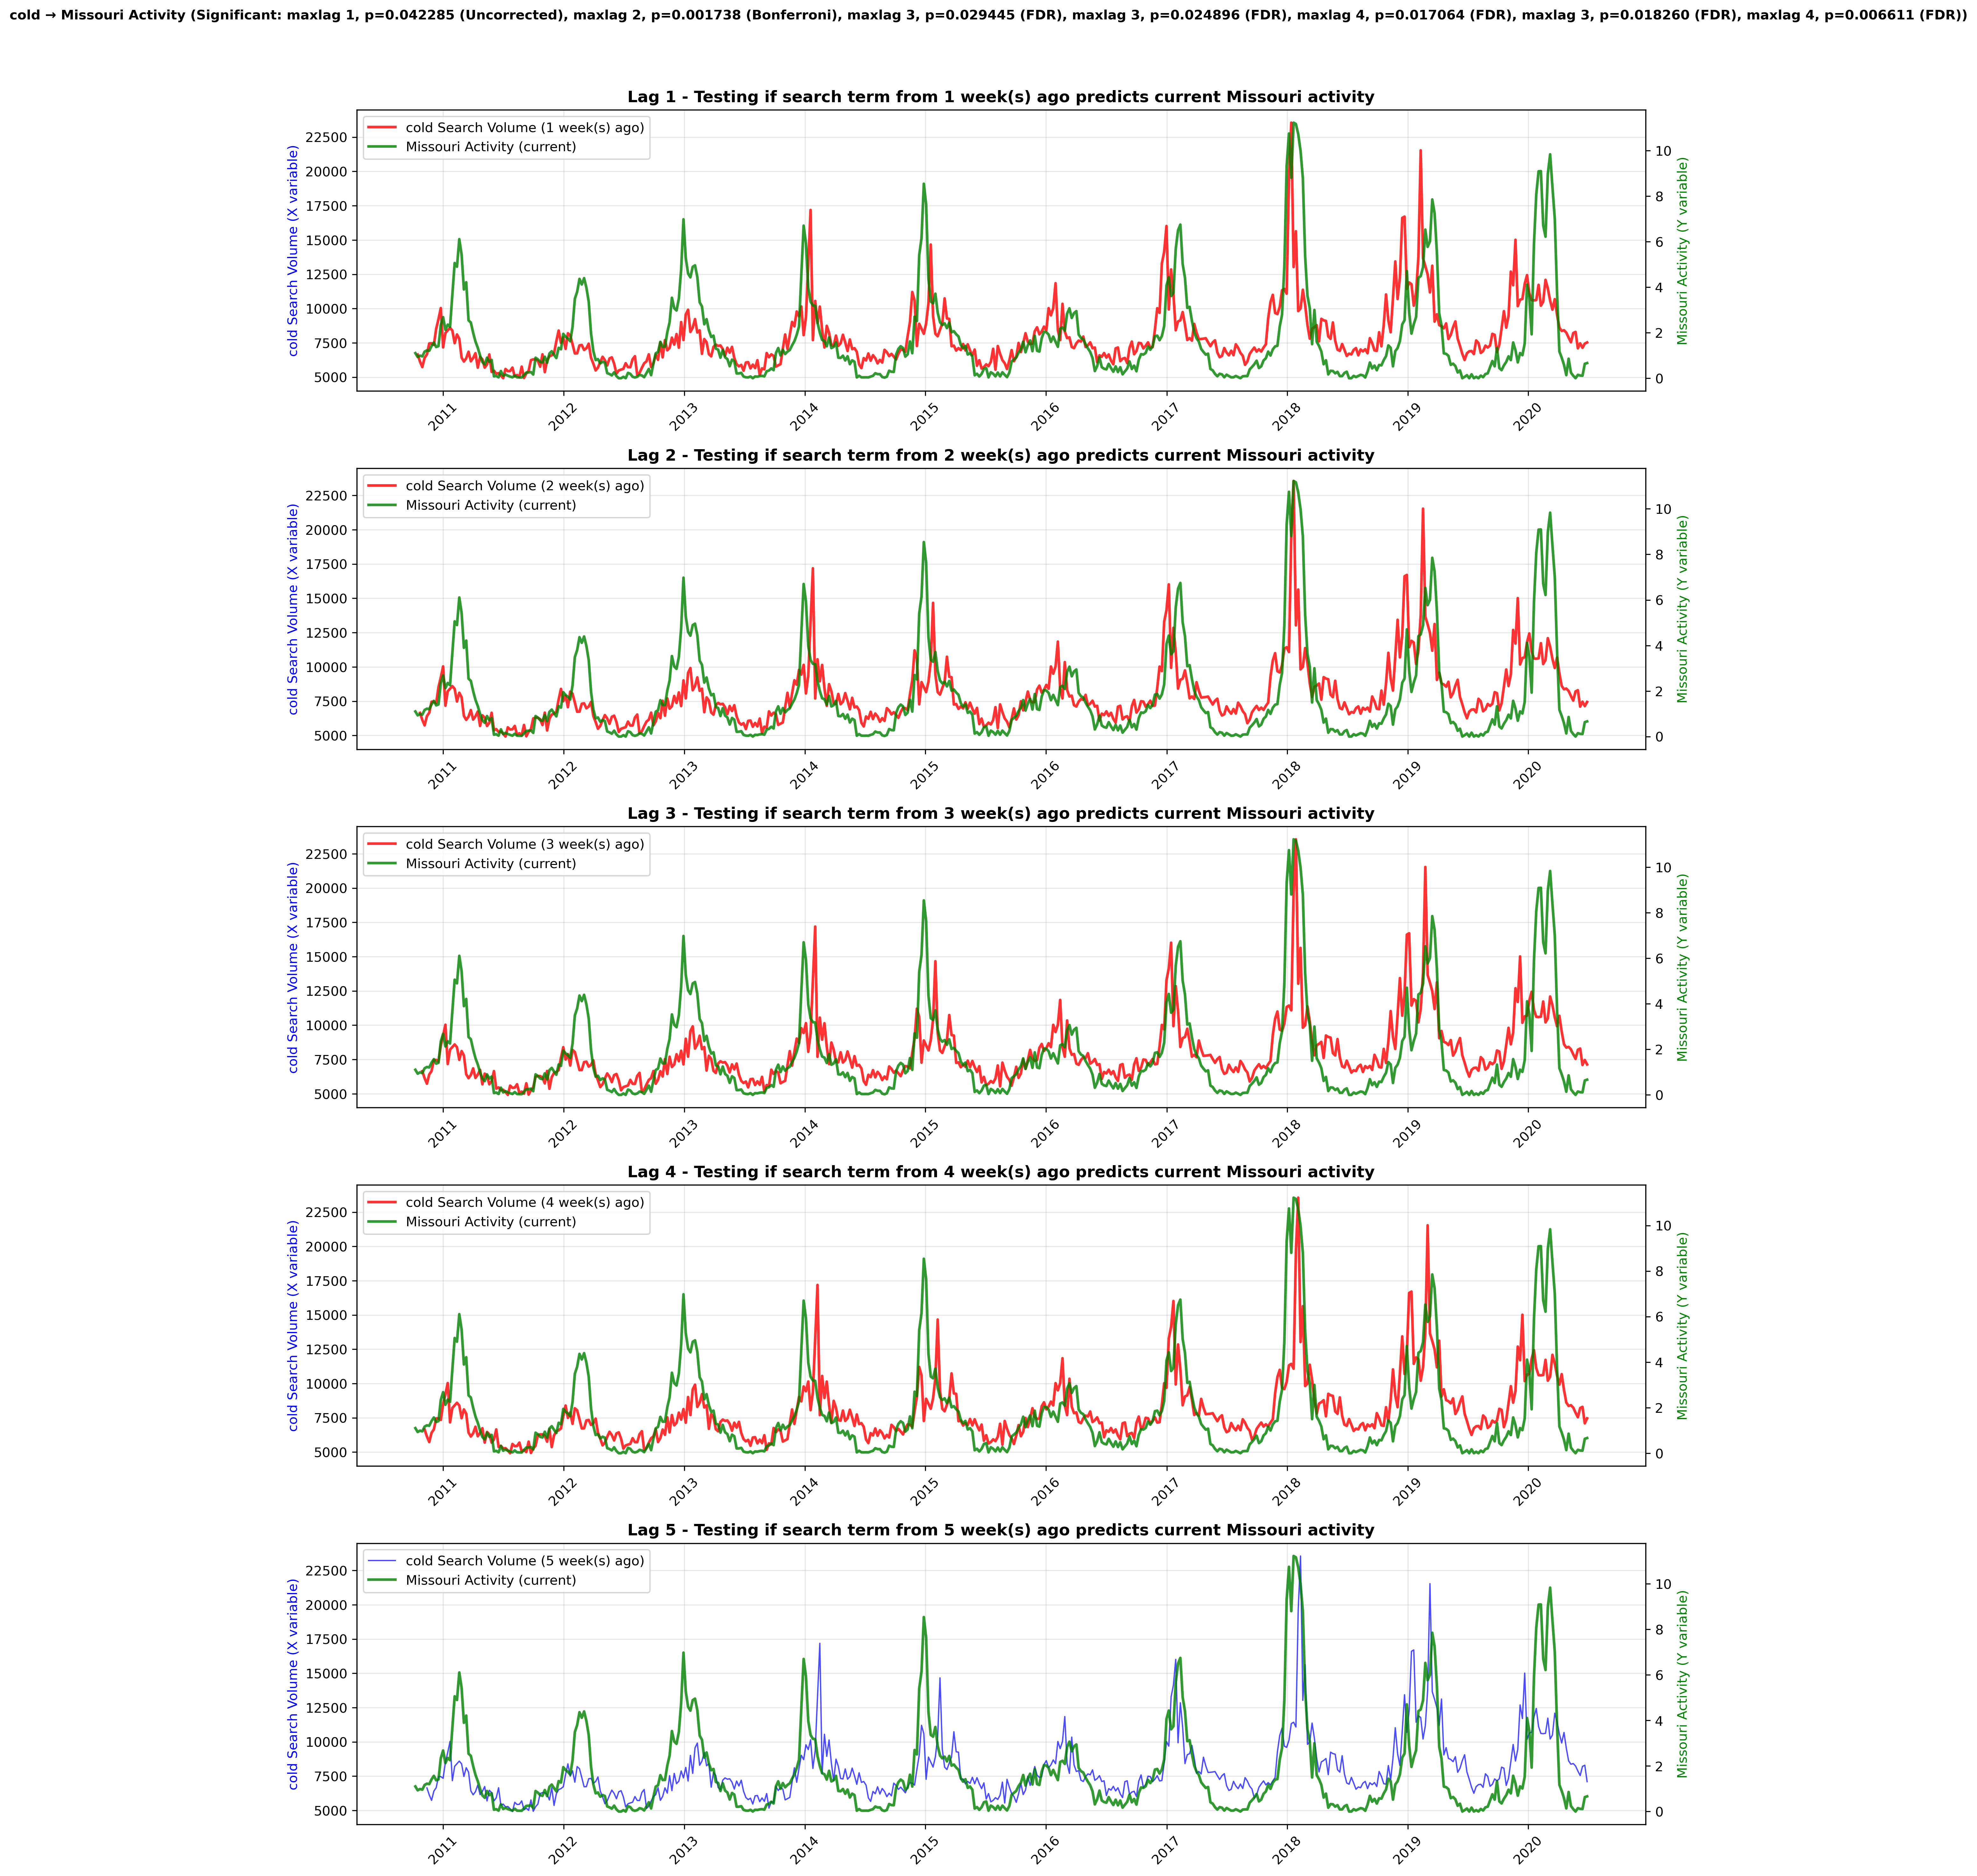 cold → Missouri Activity (Significant: maxlag 1, p=0.042285 (Uncorrected), maxlag 2, p=0.001738 (Bonferroni), maxlag 3, p=0.029445 (FDR), maxlag 3, p=0.024896 (FDR), maxlag 4, p=0.017064 (FDR), maxlag 3, p=0.018260 (FDR), maxlag 4, p=0.006611 (FDR))
Lag 1 - Testing if search term from 1 week(s) ago predicts current Missouri activity
cold Search Volume (1 week(s) ago)
Missouri Activity (current)
cold Search Volume (X variable)
22500
20000
17500
15000
12500
10000
7500
5000
10
8
6
4
2
0
Missouri Activity (Y variable)
2011 2012 2013 2014 2015 2016 2017 2018 2019 2020
Lag 2 - Testing if search term from 2 week(s) ago predicts current Missouri activity
cold Search Volume (2 week(s) ago)
Missouri Activity (current)
cold Search Volume (X variable)
22500
20000
17500
15000
12500
10000
7500
5000
10
8
6
4
2
0
Missouri Activity (Y variable)
2011 2012 2013 2014 2015 2016 2017 2018 2019 2020
Lag 3 - Testing if search term from 3 week(s) ago predicts current Missouri activity
cold Search Volume (3 week(s) ago)
Missouri Activity (current)
cold Search Volume (X variable)
22500
20000
17500
15000
12500
10000
7500
5000
10
8
6
4
2
0
Missouri Activity (Y variable)
2011 2012 2013 2014 2015 2016 2017 2018 2019 2020
Lag 4 - Testing if search term from 4 week(s) ago predicts current Missouri activity
cold Search Volume (4 week(s) ago)
Missouri Activity (current)
cold Search Volume (X variable)
22500
20000
17500
15000
12500
10000
7500
5000
10
8
6
4
2
0
Missouri Activity (Y variable)
2011 2012 2013 2014 2015 2016 2017 2018 2019 2020
Lag 5 - Testing if search term from 5 week(s) ago predicts current Missouri activity
cold Search Volume (5 week(s) ago)
Missouri Activity (current)
cold Search Volume (X variable)
22500
20000
17500
15000
12500
10000
7500
5000
10
8
6
4
2
0
Missouri Activity (Y variable)
2011 2012 2013 2014 2015 2016 2017 2018 2019 2020